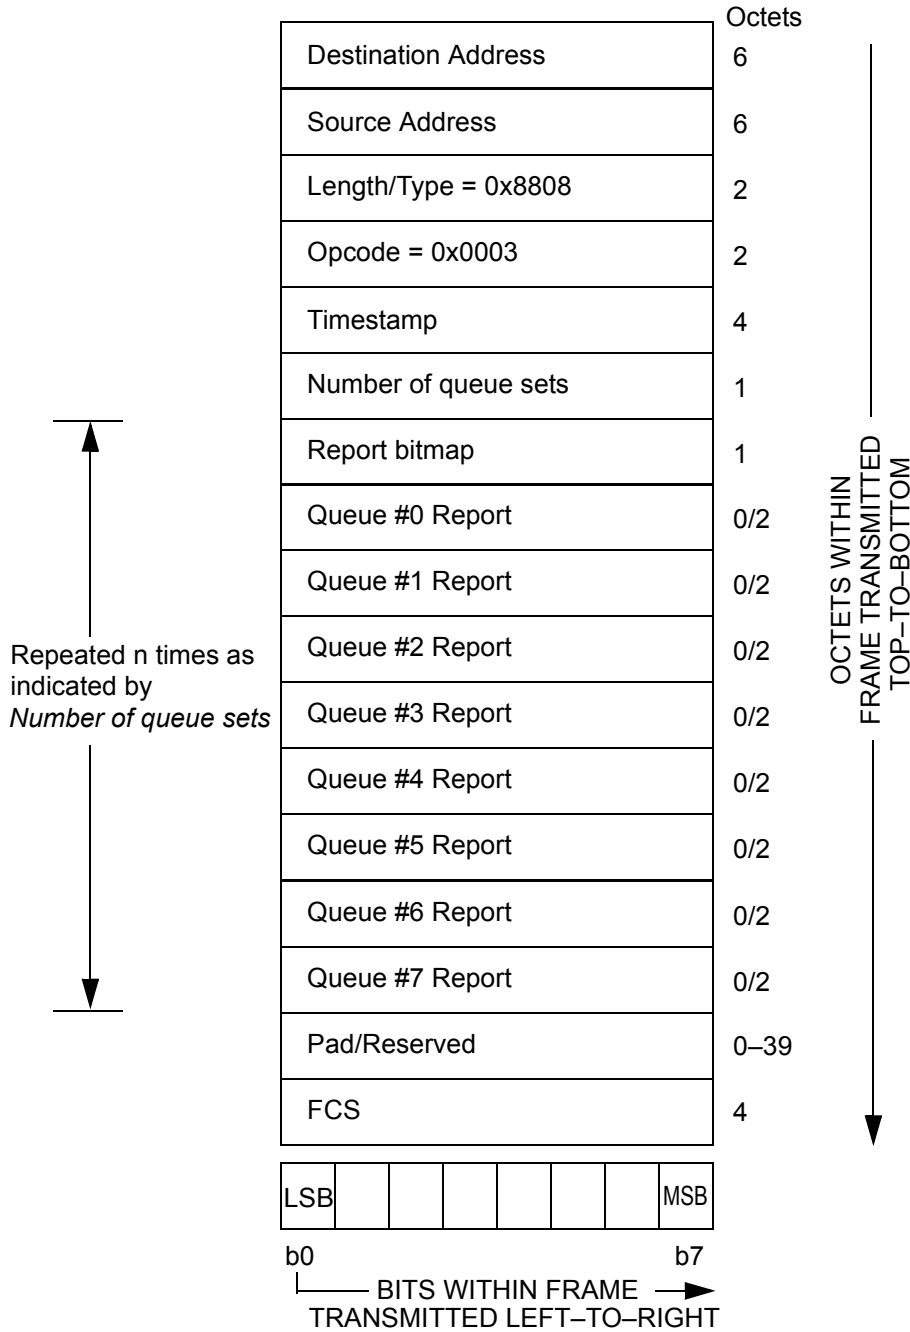 Octets
Destination Address 6
Source Address 6
Length/Type = 0x8808 2
Opcode = 0x0003 2
Timestamp 4
Number of queue sets 1
Report bitmap 1
Queue #0 Report 0/2
Queue #1 Report 0/2
Queue #2 Report 0/2
Queue #3 Report 0/2
Queue #4 Report 0/2
Queue #5 Report 0/2
Queue #6 Report 0/2
Queue #7 Report 0/2
Pad/Reserved 0–39
FCS 4
Repeated n times as
indicated by
Number of queue sets
OCTETS WITHIN
FRAME TRANSMITTED
TOP–TO–BOTTOM
LSB MSB
b0 b7
BITS WITHIN FRAME
TRANSMITTED LEFT–TO–RIGHT